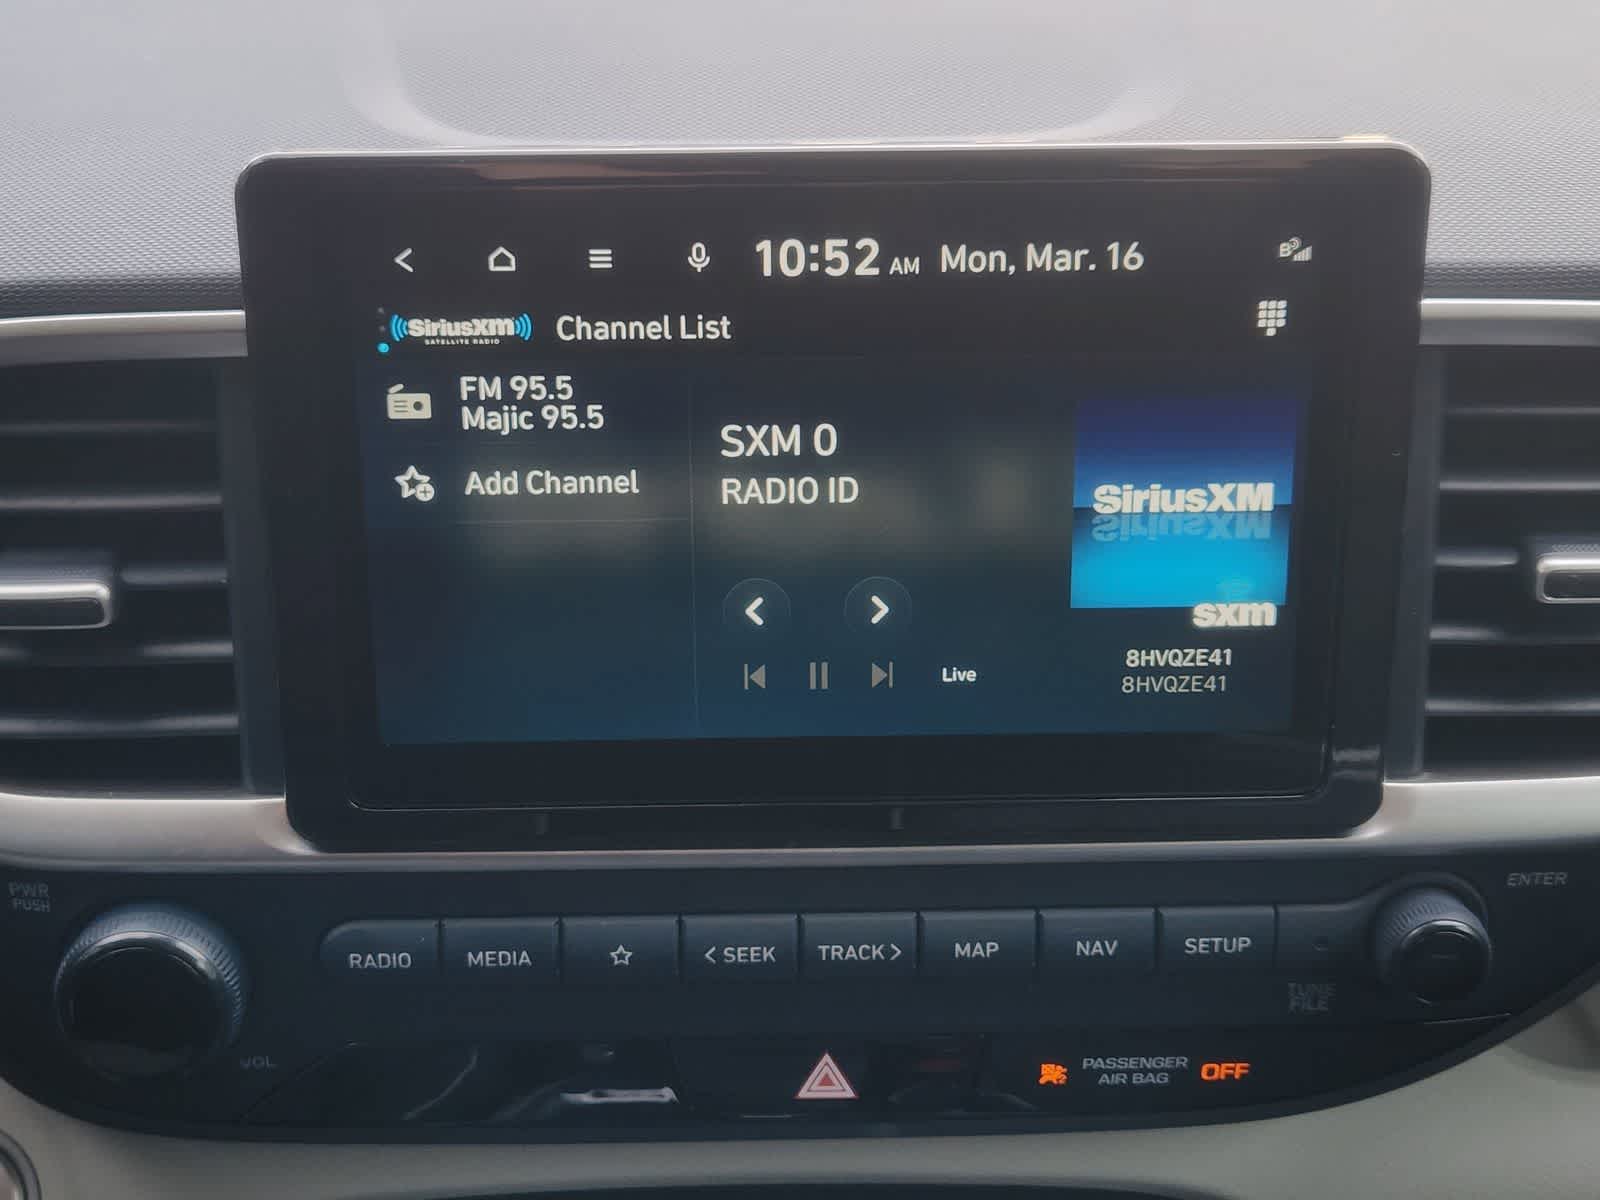 10:52 AM Mon, Mar. 16
B
SiriusXM
SATELLITE RADIO
Channel List
FM 95.5
Majic 95.5
Add Channel
SXM 0
RADIO ID
Live
SiriusXM
sxm
8HVQZE41
8HVQZE41
PWR
PUSH
VOL
RADIO
MEDIA
< SEEK
TRACK >
MAP
NAV
SETUP
ENTER
TUNE
FILE
PASSENGER
AIR BAG
OFF